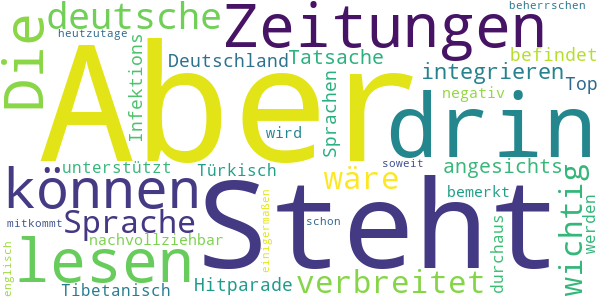 beherrschen
Die
deutsche
Zeitungen
heutzutage
Aber
Infektions
Deutschland
Tatsache
befindet
integrieren
Top
Sprachen
negativ
drin
wird
unterstützt
Türkisch
soweit
angesichts
können
Steht
wäre
bemerkt
wichtig
werden
mitkommt
Sprache
einigermaßen
schon
durchaus
nachvollziehbar
englisch
lesen
verbreitet
Tibetanisch
Hitparade